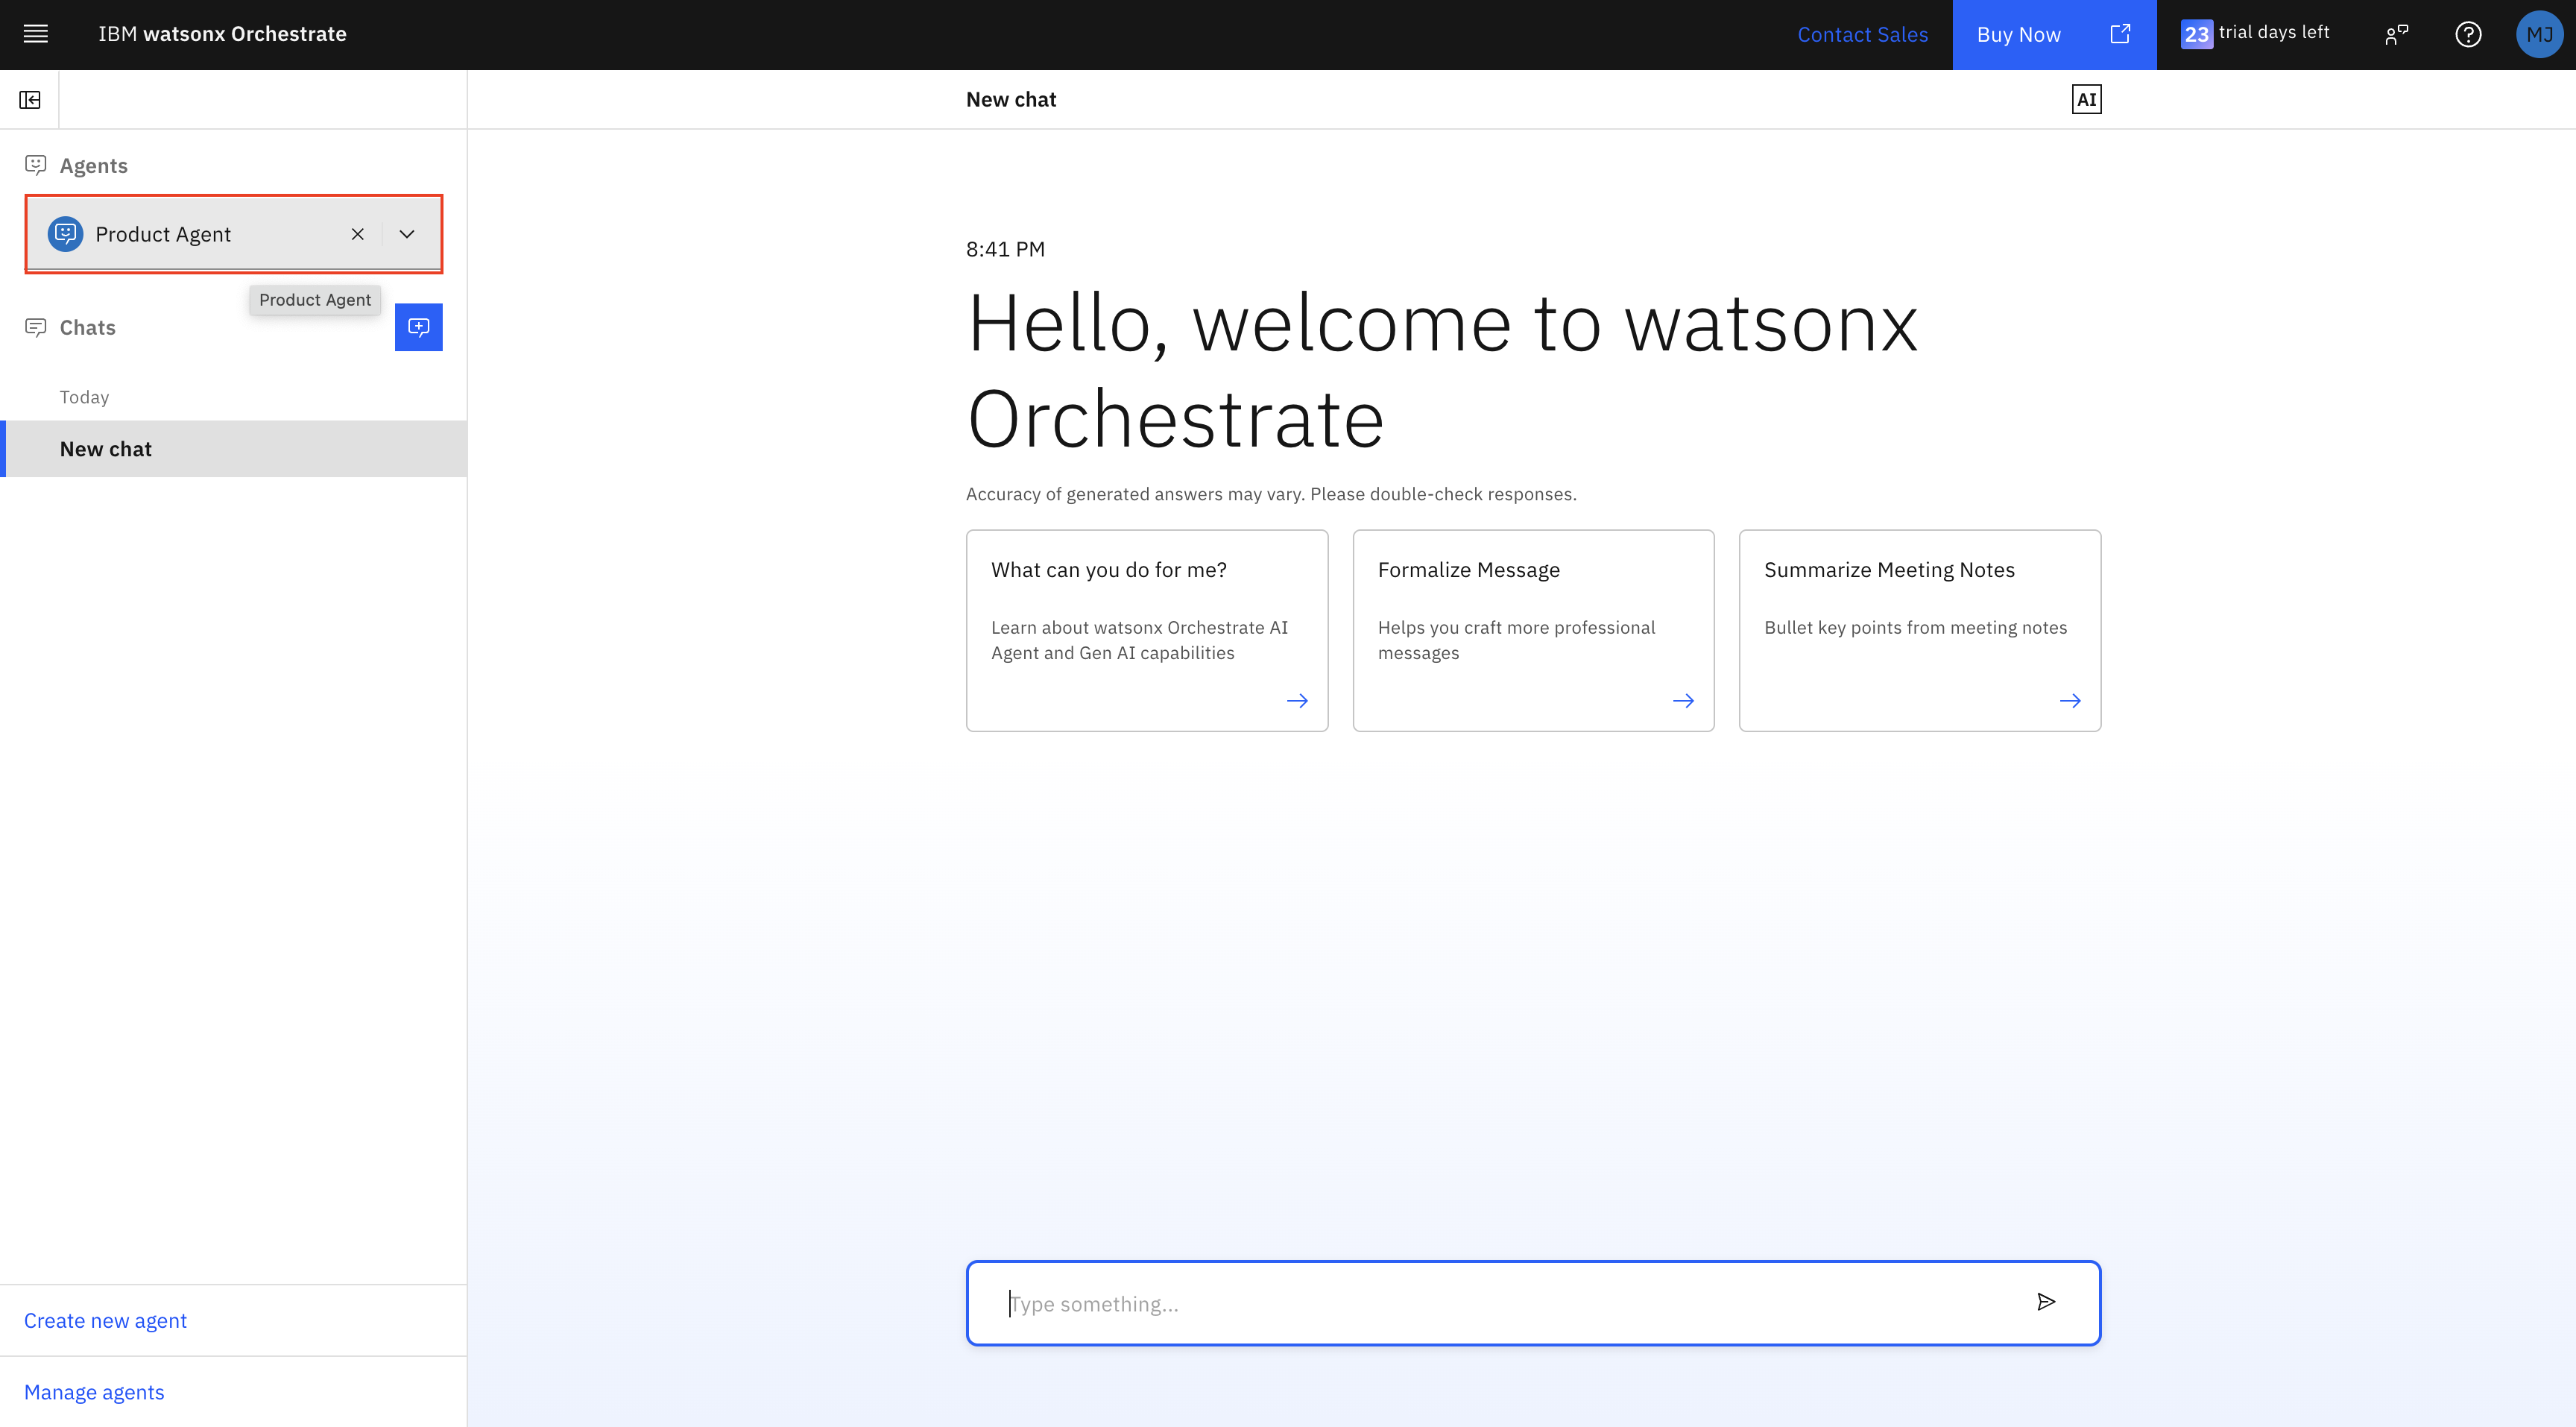 IBM watsonx Orchestrate
Contact Sales
Buy Now
23 trial days left
MJ
New chat
AI
Agents
Product Agent
Product Agent
Chats
Today
New chat
8:41 PM
Hello, welcome to watsonx
Orchestrate
Accuracy of generated answers may vary. Please double-check responses.
What can you do for me?
Learn about watsonx Orchestrate AI
Agent and Gen AI capabilities
Formalize Message
Helps you craft more professional
messages
Summarize Meeting Notes
Bullet key points from meeting notes
Type something...
Create new agent
Manage agents